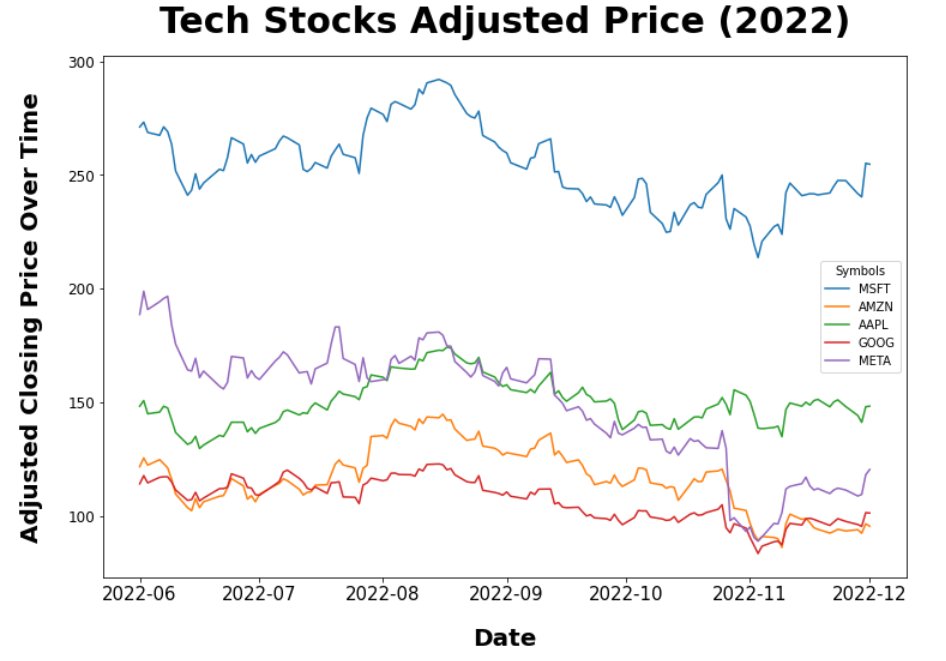 Tech Stocks Adjusted Price (2022)
Adjusted Closing Price Over Time
300
250
200
150
100
Symbols
MSFT
AMZN
AAPL
GOOG
META
2022-06 2022-07 2022-08 2022-09 2022-10 2022-11 2022-12
Date